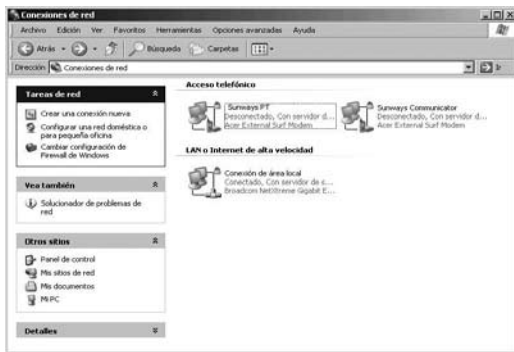 Conexiones de red
Archivo Edición Ver Favoritos Herramientas Opciones avanzadas Ayuda
Atrás Búsqueda Carpetas
Dirección Conexiones de red Ir
Tareas de red
Crear una conexión nueva
Configurar una red doméstica o
para pequeña oficina
Cambiar configuración de
Firewall de Windows
Vea también
Solucionador de problemas de
red
Otros sitios
Panel de control
Mis sitios de red
Mis documentos
Mi PC
Detalles
Acceso telefónico
Sunways PT
Desconectado, Con servidor d...
Acer External Surf Modem
Sunways Communicator
Desconectado, Con servidor d...
Acer External Surf Modem
LAN o Internet de alta velocidad
Conexión de área local
Conectado, Con servidor de s...
Broadcom NetXtreme Gigabit E...